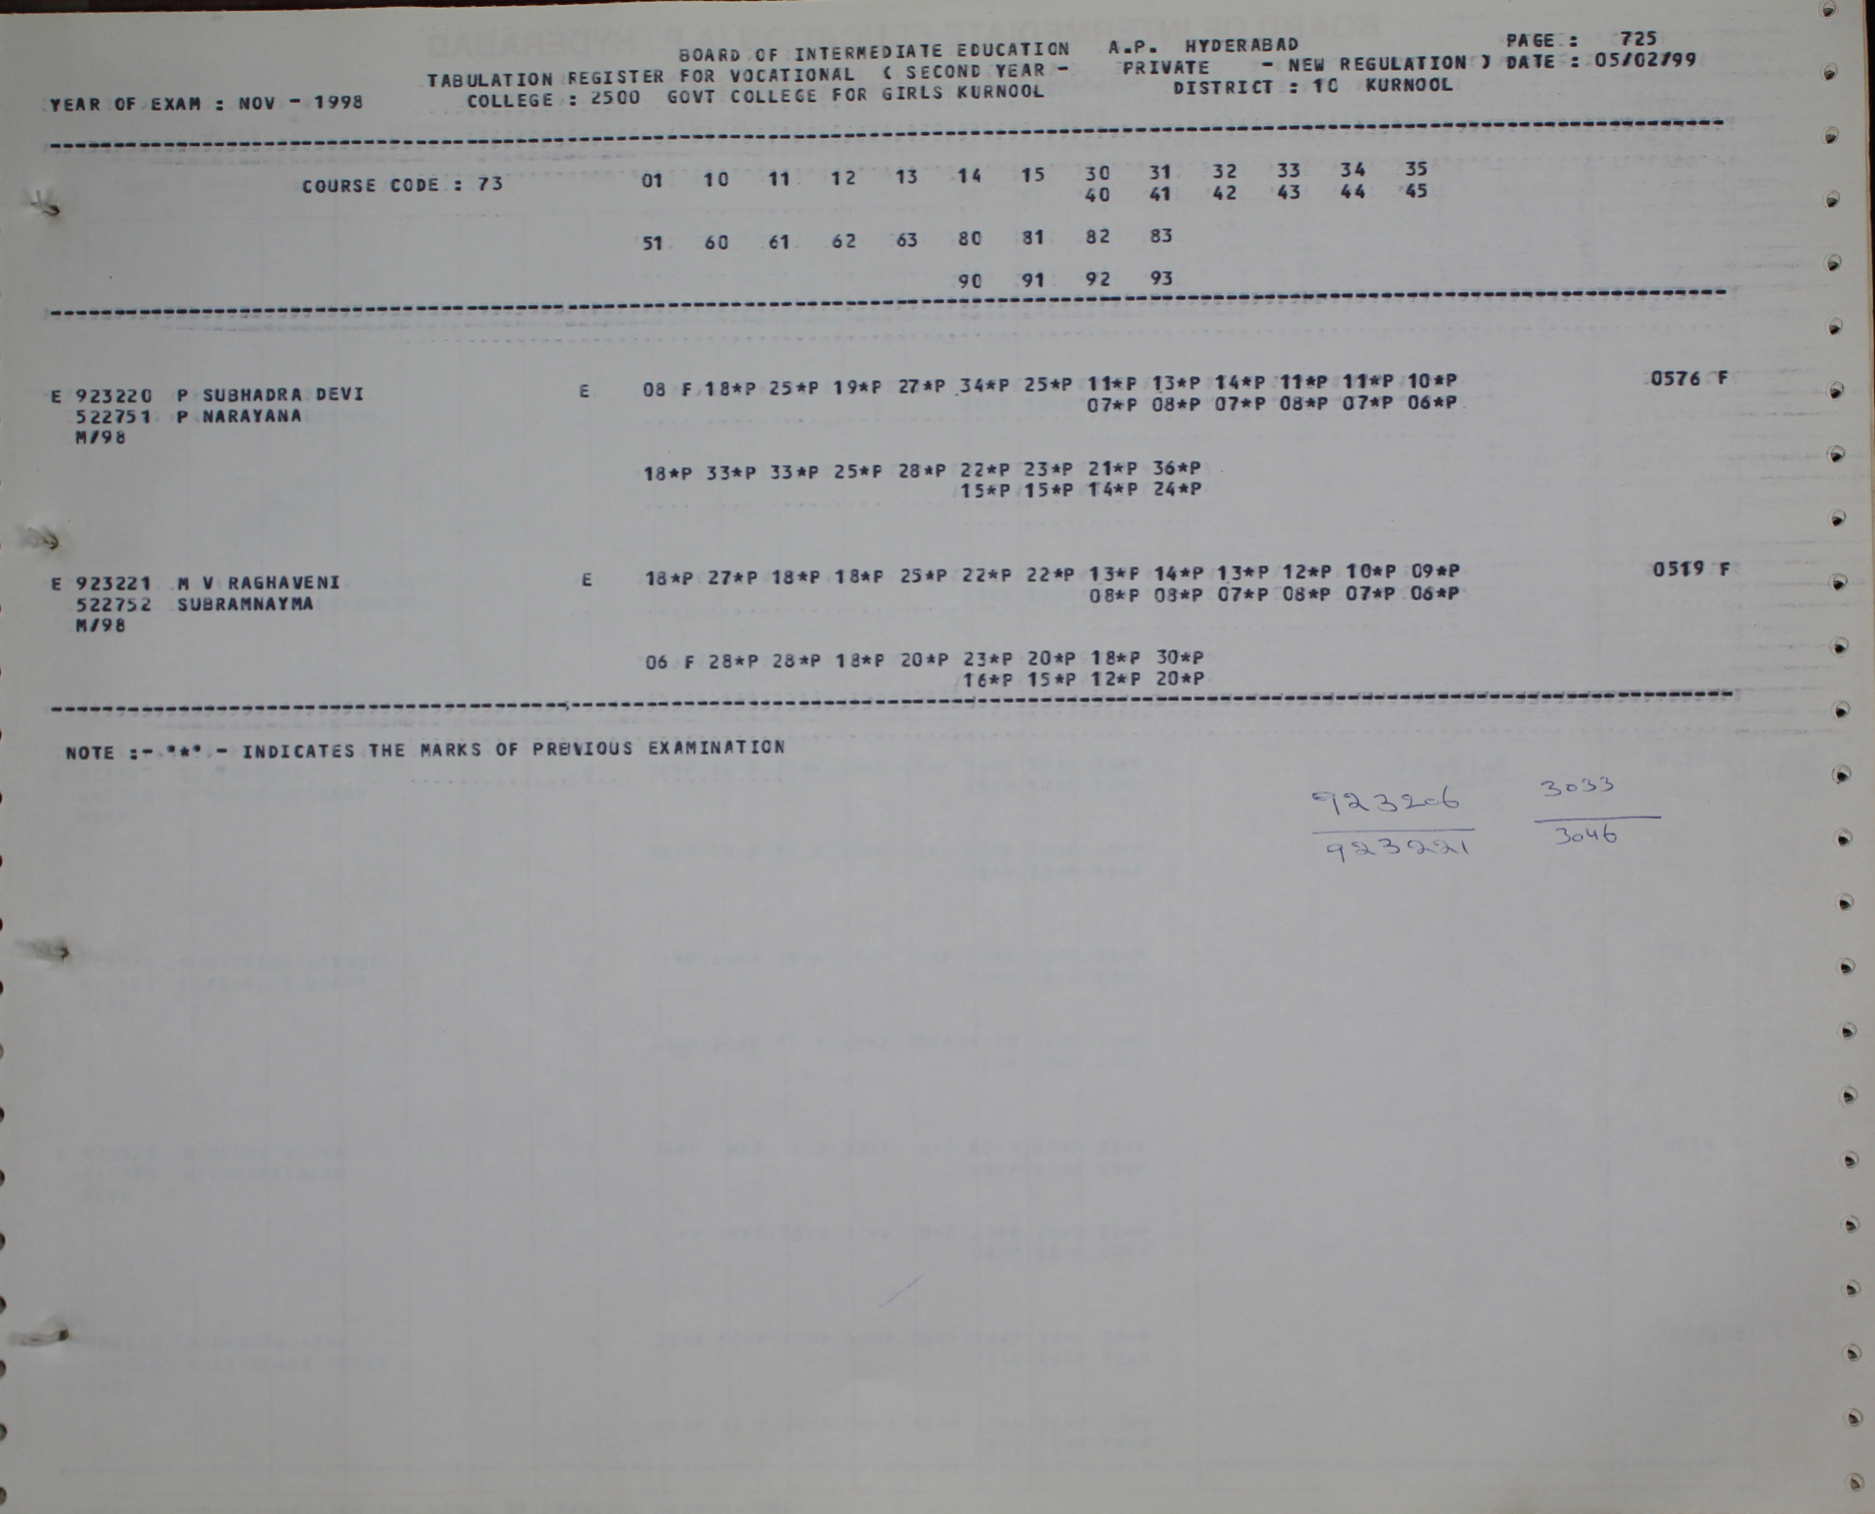 BOARD OF INTERMEDIATE EDUCATION A.P. HYDERABAD PAGE : 725
TABULATION REGISTER FOR VOCATIONAL ( SECOND YEAR - PRIVATE - NEW REGULATION ) DATE : 05/02/99
YEAR OF EXAM : NOV - 1998 COLLEGE : 2500 GOVT COLLEGE FOR GIRLS KURNOOL DISTRICT : 10 KURNOOL
COURSE CODE : 73 01 10 11 12 13 14 15 30 31 32 33 34 35
40 41 42 43 44 45
51 60 61 62 63 80 81 82 83
90 91 92 93
E 923220 P SUBHADRA DEVI E 08 F 18*P 25*P 19*P 27*P 34*P 25*P 11*P 13*P 14*P 11*P 11*P 10*P 0576 F
522751 P NARAYANA 07*P 08*P 07*P 08*P 07*P 06*P
M/98
18*P 33*P 33*P 25*P 28*P 22*P 23*P 21*P 36*P
15*P 15*P 14*P 24*P
E 923221 M V RAGHAVENI E 18*P 27*P 18*P 18*P 25*P 22*P 22*P 13*P 14*P 13*P 12*P 10*P 09*P 0519 F
522752 SUBRAMNAYMA 08*P 08*P 07*P 08*P 07*P 06*P
M/98
06 F 28*P 28*P 18*P 20*P 23*P 20*P 18*P 30*P
16*P 15*P 12*P 20*P
NOTE :- "*" - INDICATES THE MARKS OF PREVIOUS EXAMINATION
923206 3033
923221 3046